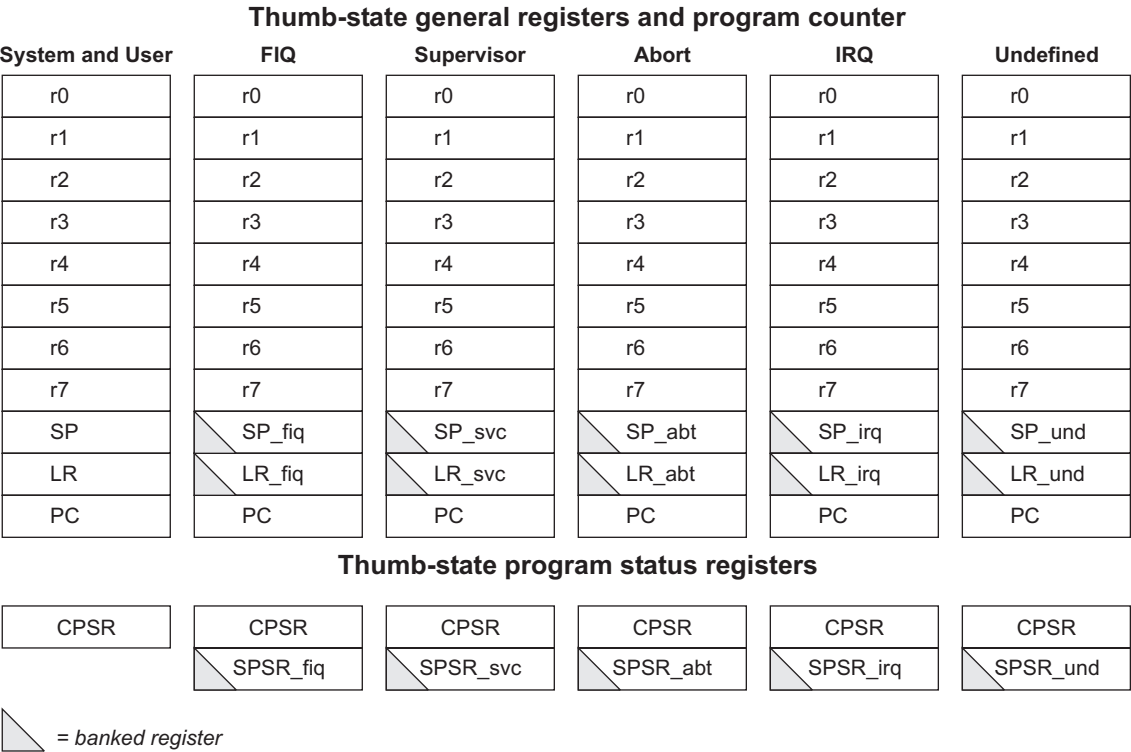 Thumb-state general registers and program counter
System and User FIQ Supervisor Abort IRQ Undefined
r0 r0 r0 r0 r0 r0
r1 r1 r1 r1 r1 r1
r2 r2 r2 r2 r2 r2
r3 r3 r3 r3 r3 r3
r4 r4 r4 r4 r4 r4
r5 r5 r5 r5 r5 r5
r6 r6 r6 r6 r6 r6
r7 r7 r7 r7 r7 r7
SP SP_fiq SP_svc SP_abt SP_irq SP_und
LR LR_fiq LR_svc LR_abt LR_irq LR_und
PC PC PC PC PC PC
Thumb-state program status registers
CPSR CPSR CPSR CPSR CPSR CPSR
SPSR_fiq SPSR_svc SPSR_abt SPSR_irq SPSR_und
= banked register